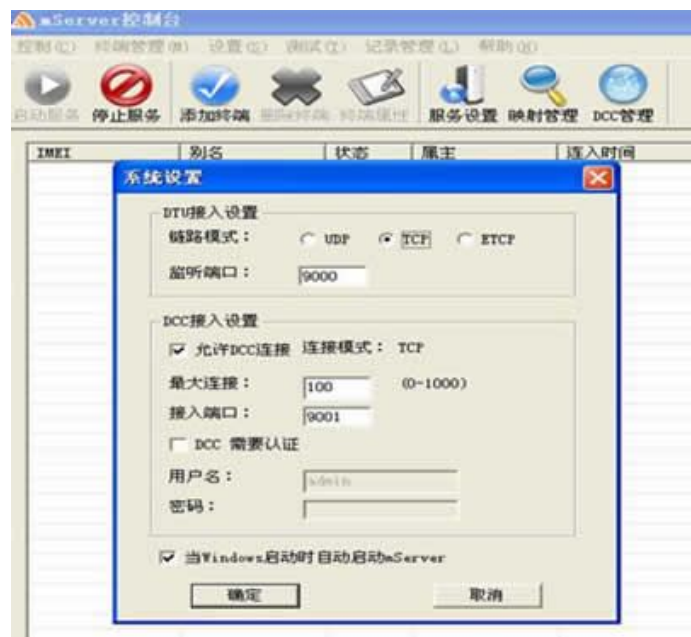 mServer控制台
控制(C) 终端管理(M) 设置(S) 测试(T) 记录管理(L) 帮助(H)
启动服务 停止服务 添加终端 删除终端 终端属性 服务设置 映射管理 DCC管理
IMEI 别名 状态 属主 连入时间
系统设置
DTU接入设置
链路模式： UDP TCP ETCP
监听端口： 9000
DCC接入设置
允许DCC连接 连接模式： TCP
最大连接： 100 (0-1000)
接入端口： 9001
DCC 需要认证
用户名： admin
密码：
当Windows启动时自动启动mServer
确定 取消